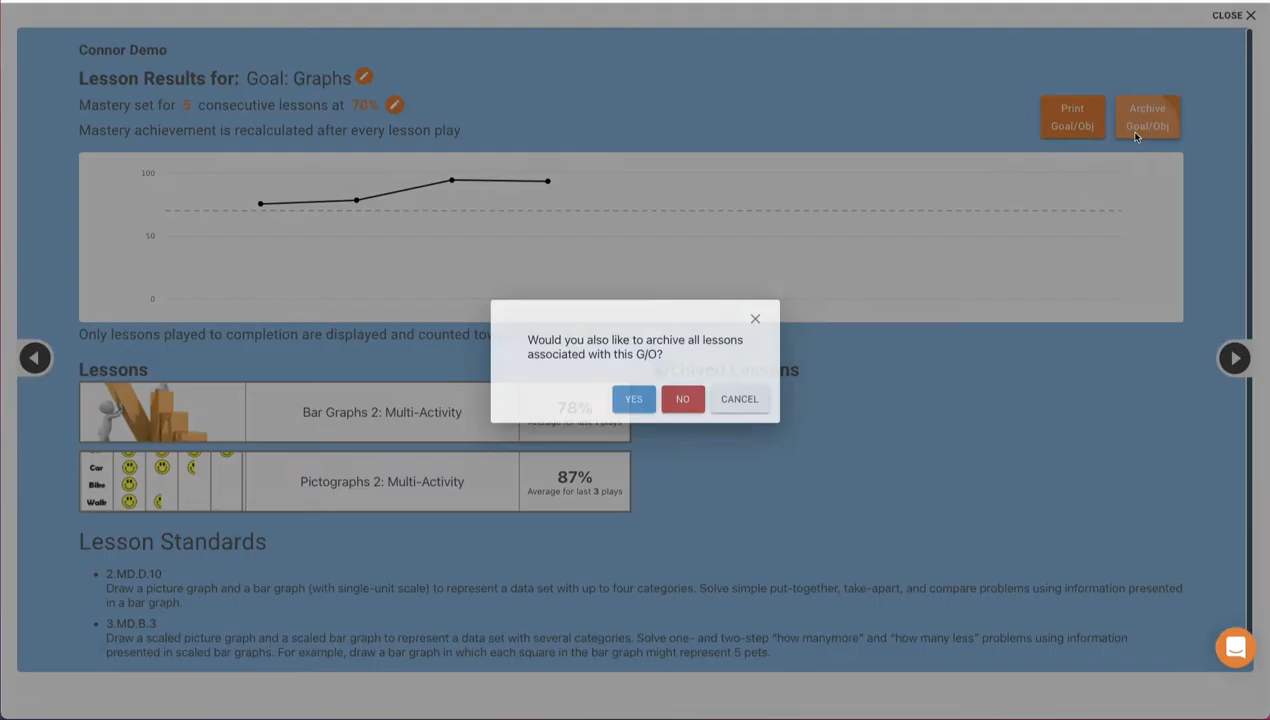 CLOSE
Connor Demo
Lesson Results for: Goal: Graphs
Mastery set for 5 consecutive lessons at 70%
Mastery achievement is recalculated after every lesson play
Print
Goal/Obj
Archive
Goal/Obj
100
50
0
Only lessons played to completion are displayed and counted
Would you also like to archive all lessons
associated with this G/O?
YES
NO
CANCEL
Lessons
Archived Lessons
Bar Graphs 2: Multi-Activity
78%
Average for last 1 plays
Car
Bike
Walk
Pictographs 2: Multi-Activity
87%
Average for last 3 plays
Lesson Standards
• 2.MD.D.10
Draw a picture graph and a bar graph (with single-unit scale) to represent a data set with up to four categories. Solve simple put-together, take-apart, and compare problems using information presented
in a bar graph.
• 3.MD.B.3
Draw a scaled picture graph and a scaled bar graph to represent a data set with several categories. Solve one- and two-step “how manymore” and “how many less” problems using information
presented in scaled bar graphs. For example, draw a bar graph in which each square in the bar graph might represent 5 pets.